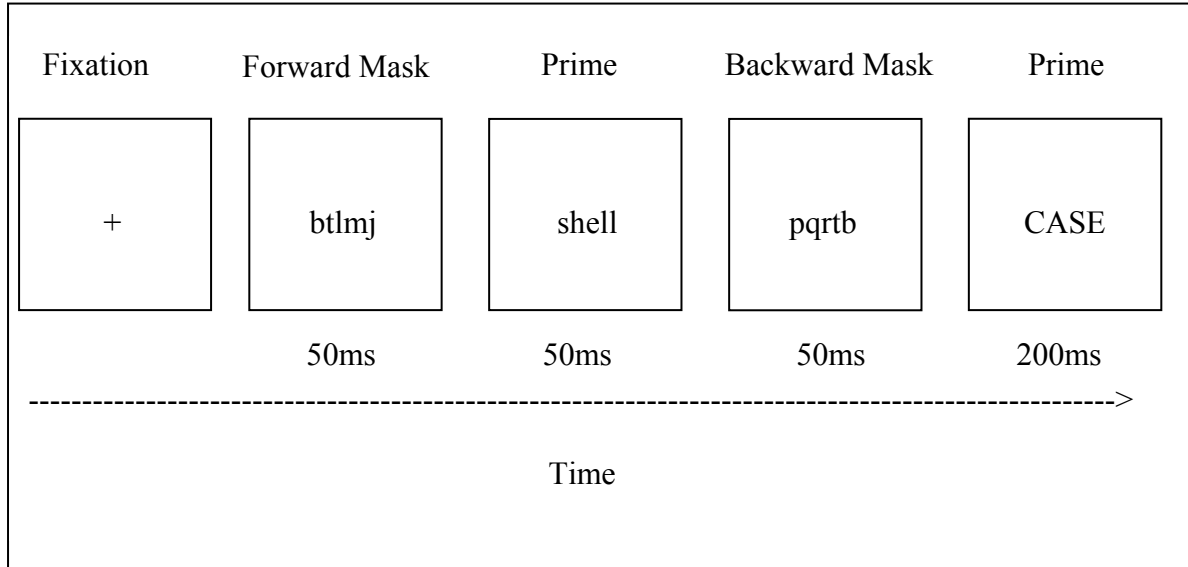 Fixation Forward Mask Prime Backward Mask Prime
+ btlmj shell pqrtb CASE
50ms 50ms 50ms 200ms
Time